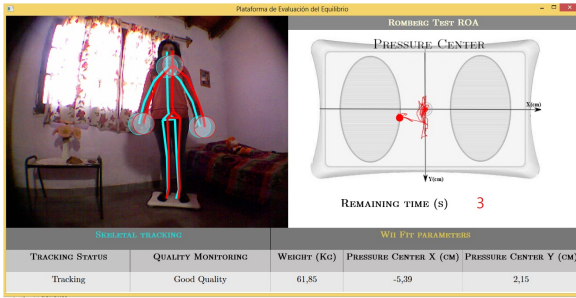 Plataforma de Evaluación del Equilibrio
Romberg Test ROA
Pressure Center
X(cm)
Y(cm)
Remaining time (s) 3
Skeletal tracking
Wii Fit parameters
Tracking Status Quality Monitoring Weight (Kg) Pressure Center X (cm) Pressure Center Y (cm)
Tracking Good Quality 61,85 -5,39 2,15